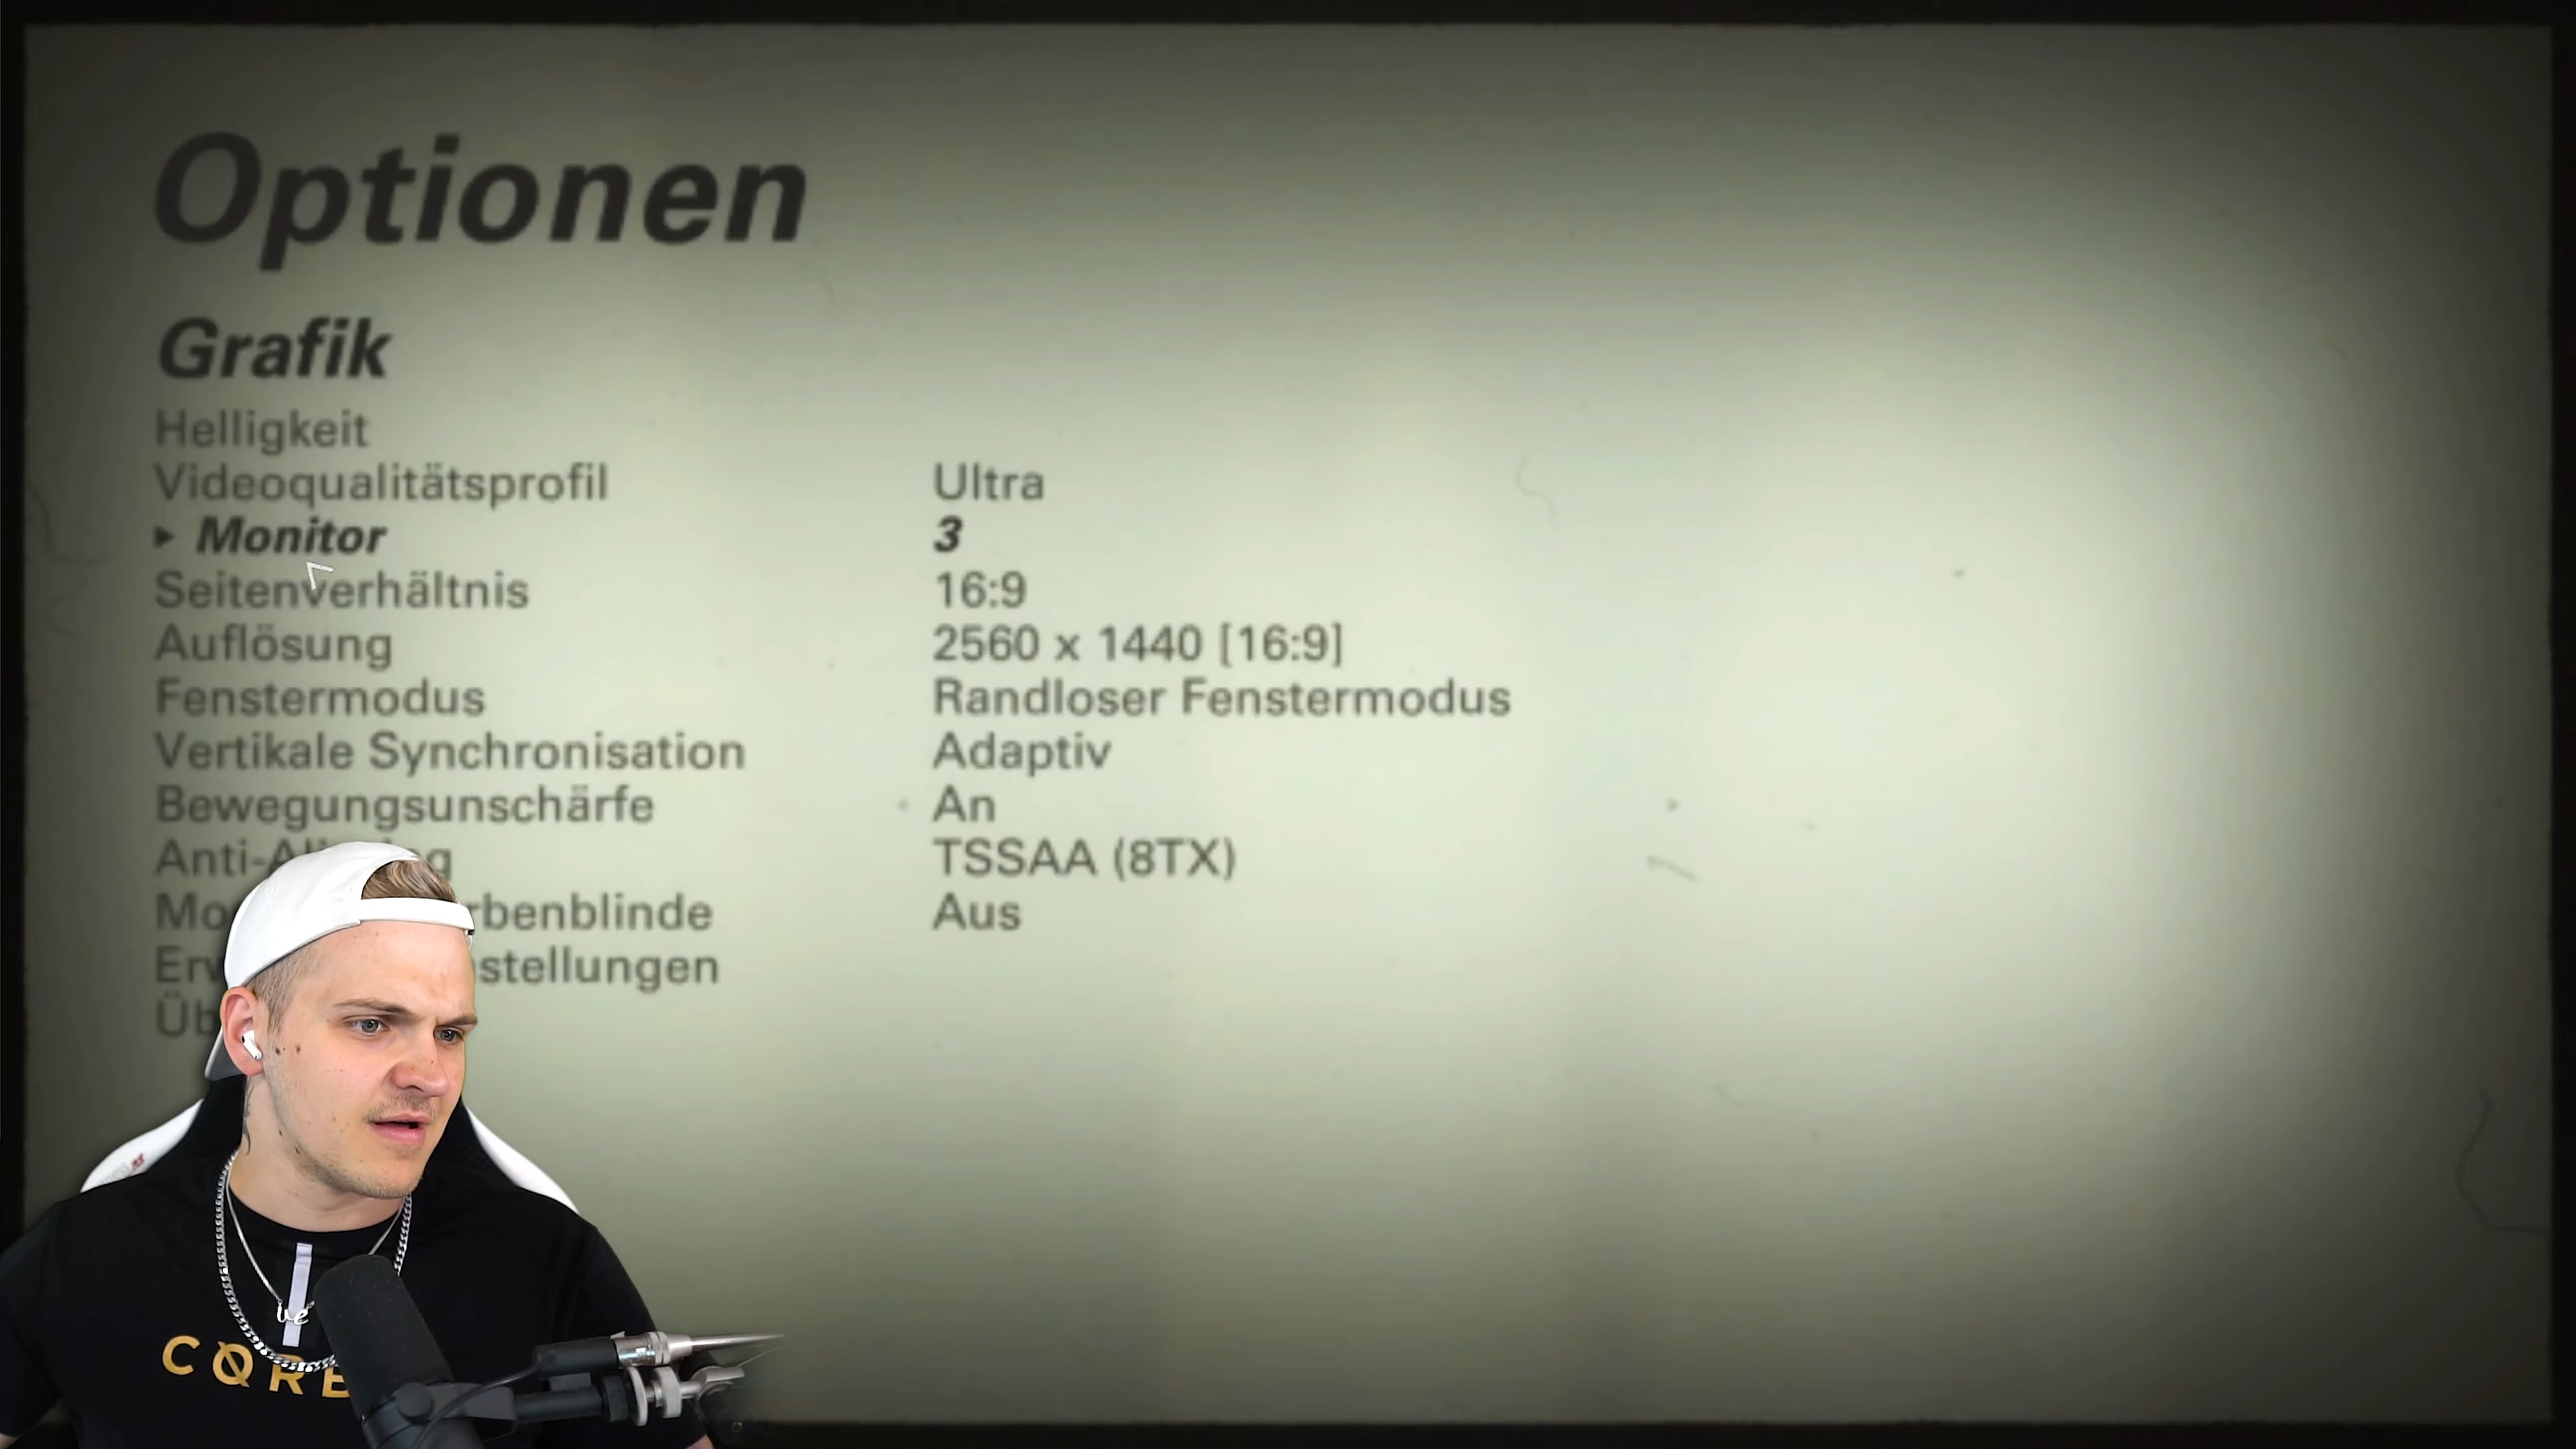 Optionen
Grafik
Helligkeit
Videoqualitätsprofil Ultra
Monitor 3
Seitenverhältnis 16:9
Auflösung 2560 x 1440 [16:9]
Fenstermodus Randloser Fenstermodus
Vertikale Synchronisation Adaptiv
Bewegungsunschärfe An
TSSAA (8TX)
Aus